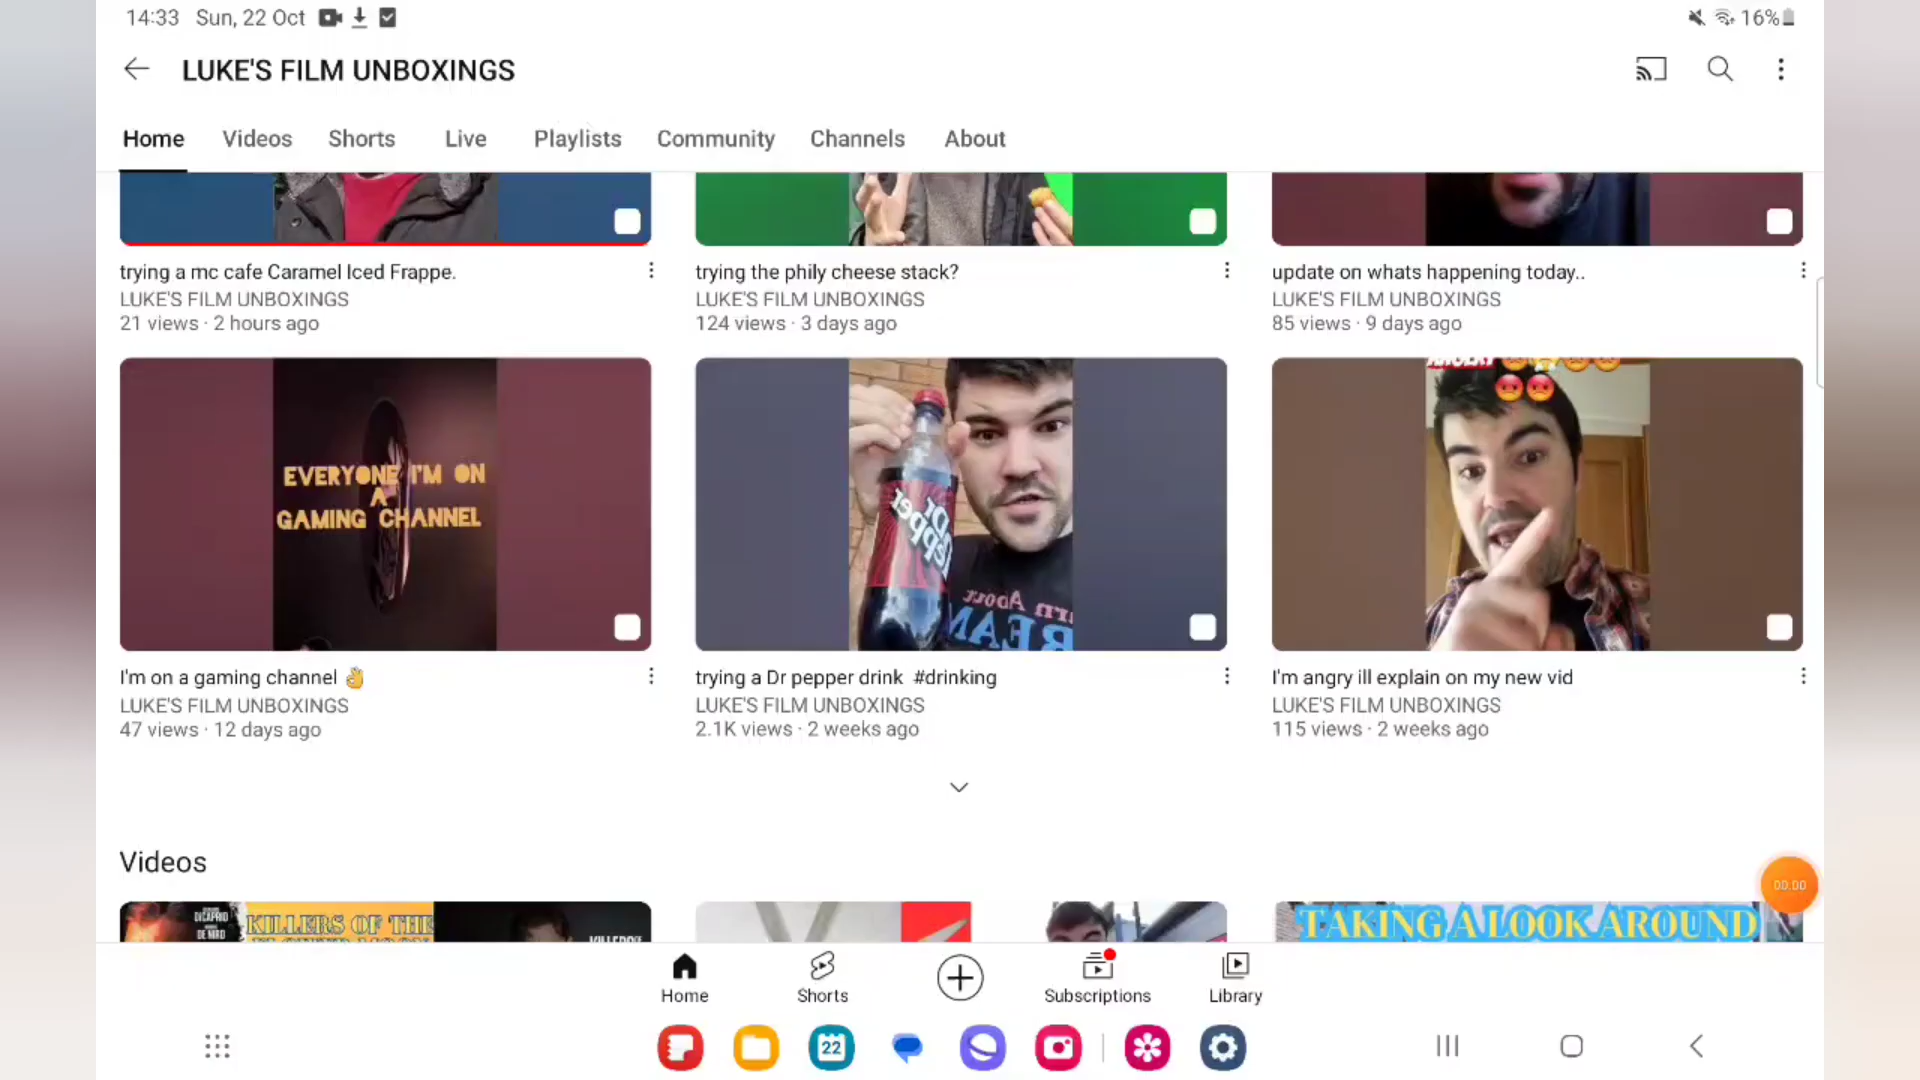 14:33 Sun, 22 Oct
16%
LUKE'S FILM UNBOXINGS
Home Videos Shorts Live Playlists Community Channels About
trying a mc cafe Caramel Iced Frappe.
LUKE'S FILM UNBOXINGS
21 views · 2 hours ago
trying the phily cheese stack?
LUKE'S FILM UNBOXINGS
124 views · 3 days ago
update on whats happening today..
LUKE'S FILM UNBOXINGS
85 views · 9 days ago
EVERYONE I'M ON
A
GAMING CHANNEL
Dr
Pepper
BEAN
I'm on a gaming channel 👌
LUKE'S FILM UNBOXINGS
47 views · 12 days ago
trying a Dr pepper drink #drinking
LUKE'S FILM UNBOXINGS
2.1K views · 2 weeks ago
I'm angry ill explain on my new vid
LUKE'S FILM UNBOXINGS
115 views · 2 weeks ago
Videos
00:00
DICAPRIO
DE NIRO
KILLERS OF THE
TAKING A LOOK AROUND
Home
Shorts
Subscriptions
Library
22